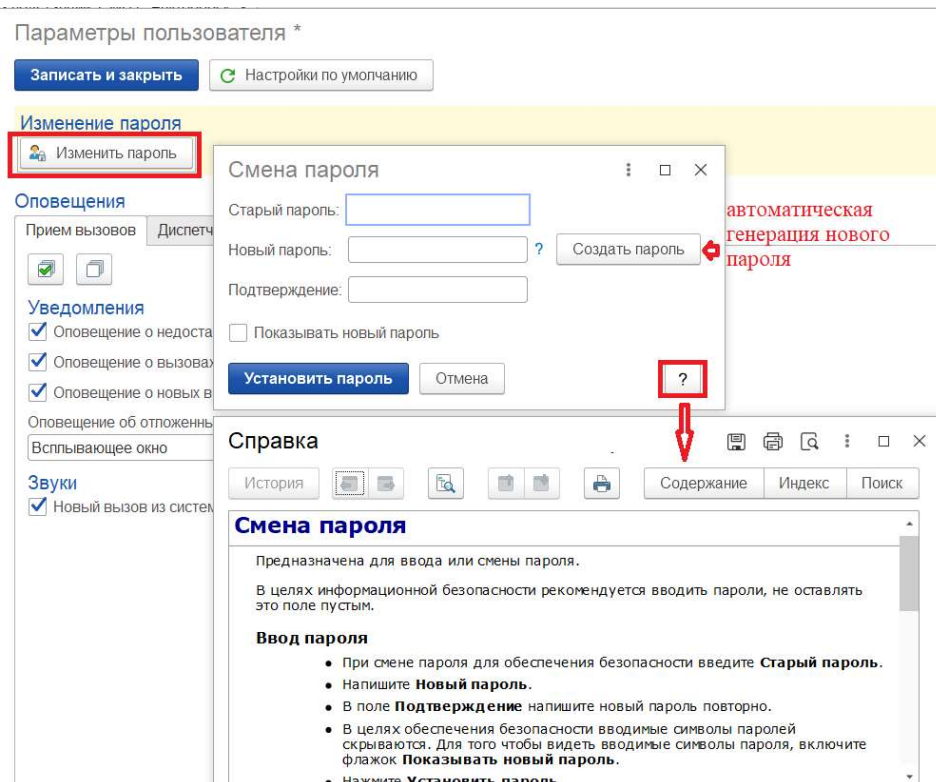 Параметры пользователя *
Записать и закрыть
Настройки по умолчанию
Изменение пароля
Изменить пароль
Оповещения
Прием вызовов
Уведомления
Оповещение о
Оповещение о
Оповещение о новых
Оповещение об
Всплывающее окно
Звуки
Новый вызов из
Смена пароля
Старый пароль:
Новый пароль:
?
Создать пароль
Подтверждение:
Показывать новый пароль
Установить пароль
Отмена
?
автоматическая
генерация нового
пароля
Справка
История
Содержание
Индекс
Поиск
Смена пароля
Предназначена для ввода или смены пароля.
В целях информационной безопасности рекомендуется вводить пароли, не оставлять
это поле пустым.
Ввод пароля
• При смене пароля для обеспечения безопасности введите Старый пароль.
• Напишите Новый пароль.
• В поле Подтверждение напишите новый пароль повторно.
• В целях обеспечения безопасности вводимые символы паролей
скрываются. Для того чтобы видеть вводимые символы пароля, включите
флажок Показывать новый пароль.
• Нажмите Установить пароль